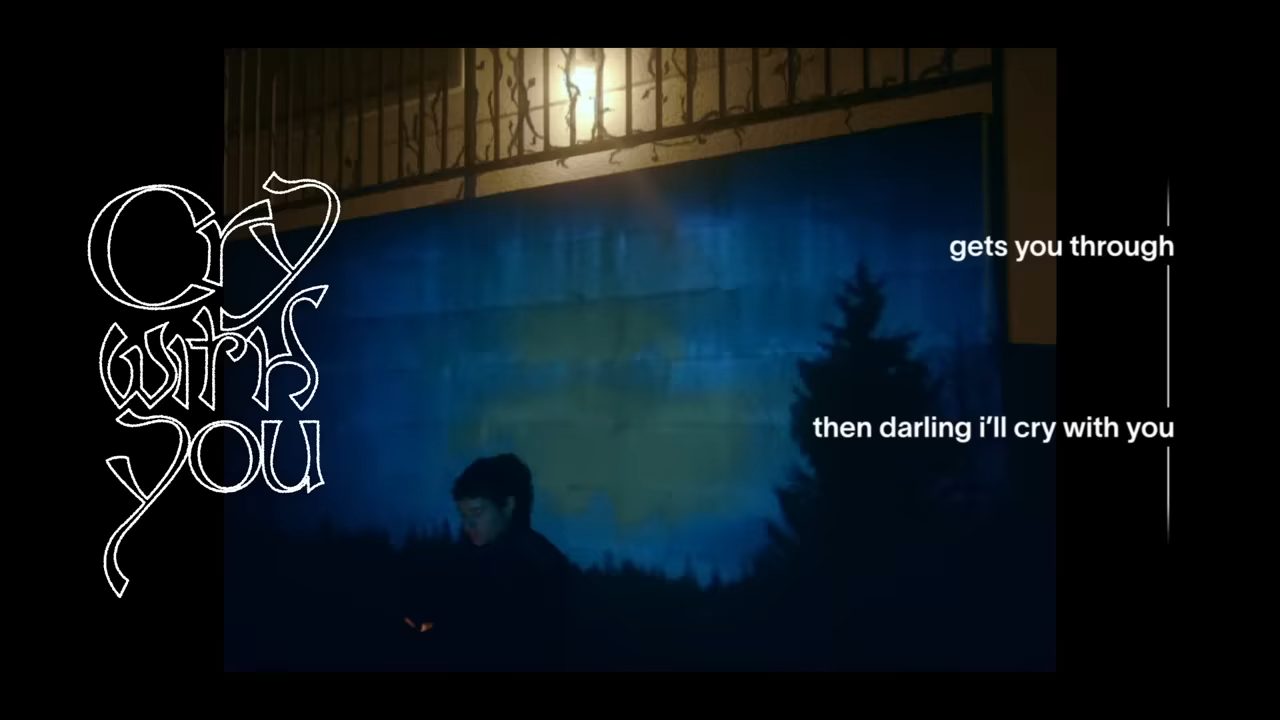 Cry
with
you
gets you through
then darling i'll cry with you